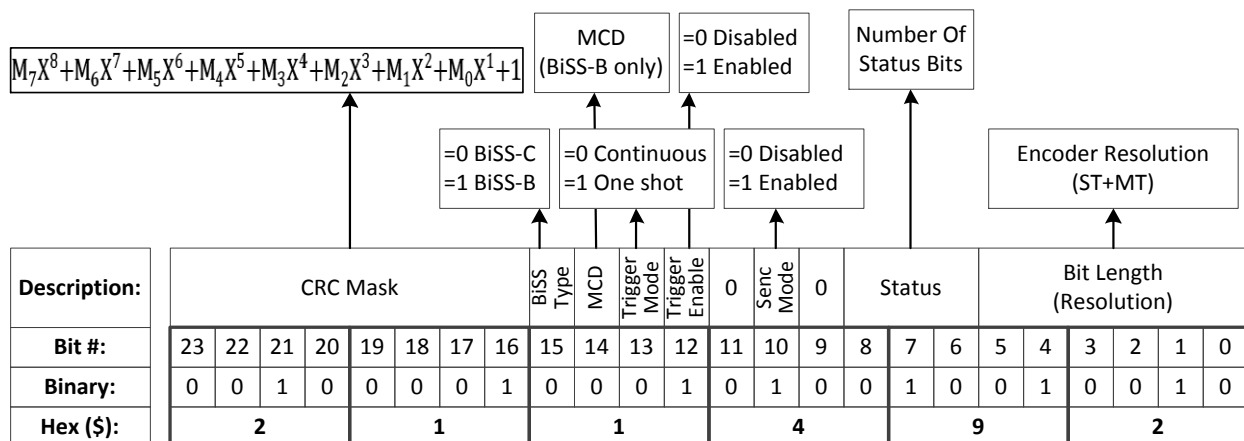 M₇X⁸+M₆X⁷+M₅X⁶+M₄X⁵+M₃X⁴+M₂X³+M₁X²+M₀X¹+1
MCD
(BiSS-B only)
=0 Disabled
=1 Enabled
Number Of
Status Bits
=0 BiSS-C
=1 BiSS-B
=0 Continuous
=1 One shot
=0 Disabled
=1 Enabled
Encoder Resolution
(ST+MT)
Description:
CRC Mask
BiSS
Type
MCD
Trigger
Mode
Trigger
Enable
0
Senc
Mode
0
Status
Bit Length
(Resolution)
Bit #: 23 22 21 20 19 18 17 16 15 14 13 12 11 10 9 8 7 6 5 4 3 2 1 0
Binary: 0 0 1 0 0 0 0 1 0 0 0 1 0 1 0 0 1 0 0 1 0 0 1 0
Hex ($): 2 1 1 4 9 2